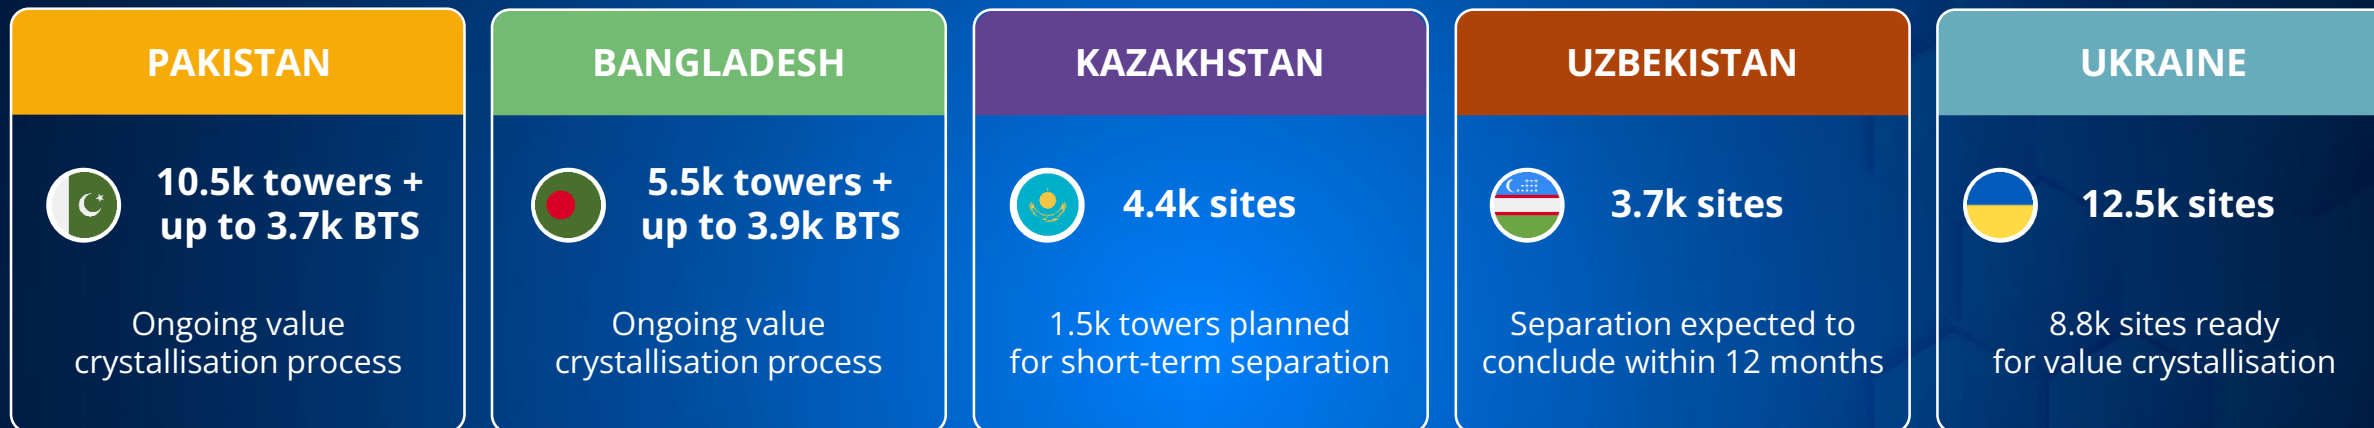 PAKISTAN
10.5k towers +
up to 3.7k BTS
Ongoing value
crystallisation process
BANGLADESH
5.5k towers +
up to 3.9k BTS
Ongoing value
crystallisation process
KAZAKHSTAN
4.4k sites
1.5k towers planned
for short-term separation
UZBEKISTAN
3.7k sites
Separation expected to
conclude within 12 months
UKRAINE
12.5k sites
8.8k sites ready
for value crystallisation